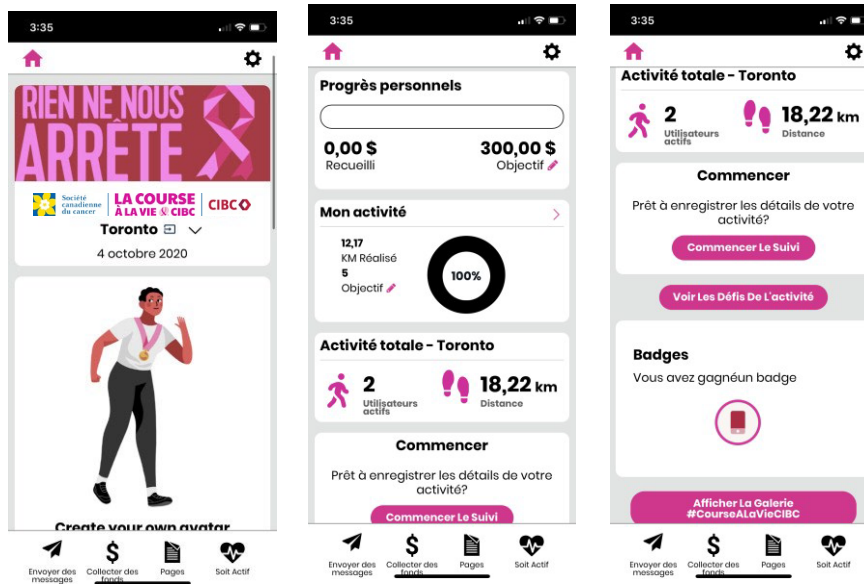 3:35
RIEN NE NOUS
ARRÊTE
Société
canadienne
du cancer
LA COURSE
À LA VIE CIBC
CIBC
Toronto
4 octobre 2020
Create your own avatar
Envoyer des
messages
Collecter des
fonds
Pages
Soit Actif
3:35
Progrès personnels
0,00 $
Recueilli
300,00 $
Objectif
Mon activité
12,17
KM Réalisé
5
Objectif
100%
Activité totale - Toronto
2
Utilisateurs
actifs
18,22 km
Distance
Commencer
Prêt à enregistrer les détails de votre
activité?
Commencer Le Suivi
Envoyer des
messages
Collecter des
fonds
Pages
Soit Actif
3:35
Activité totale - Toronto
2
Utilisateurs
actifs
18,22 km
Distance
Commencer
Prêt à enregistrer les détails de votre
activité?
Commencer Le Suivi
Voir Les Défis De L'activité
Badges
Vous avez gagnéun badge
Afficher La Galerie
#CourseALaVieCIBC
Envoyer des
messages
Collecter des
fonds
Pages
Soit Actif